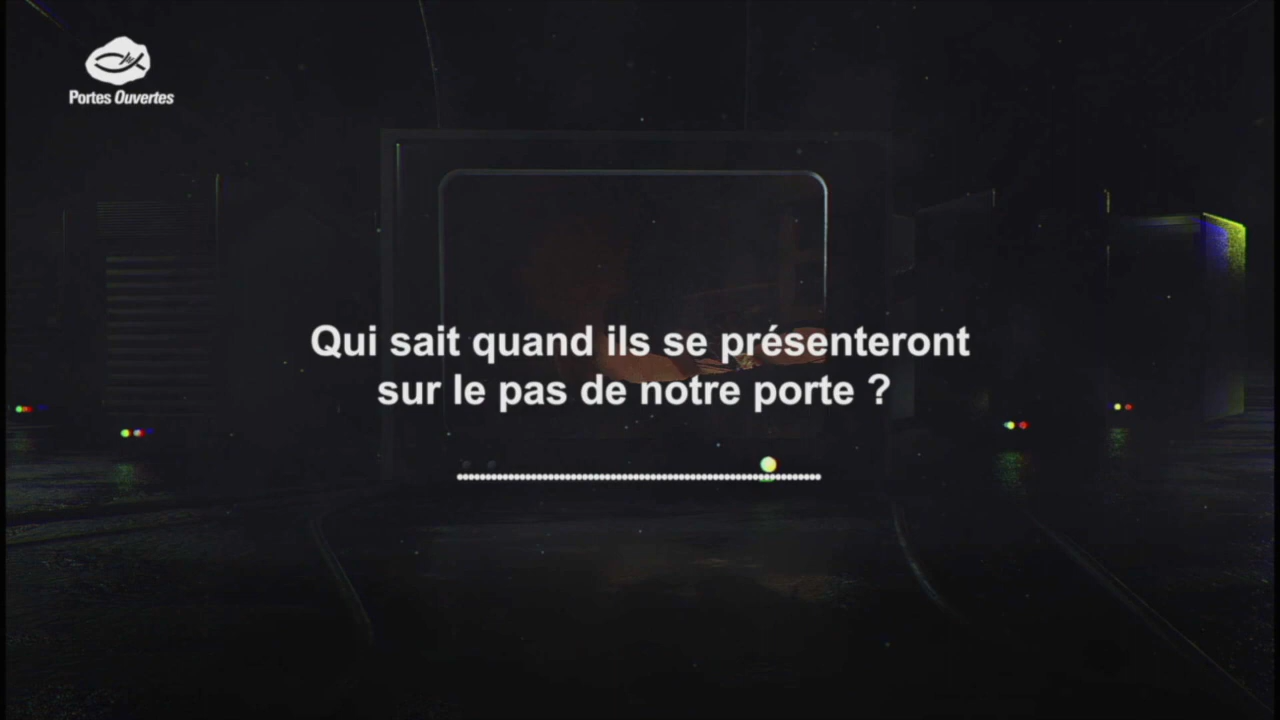 Portes Ouvertes
Qui sait quand ils se présenteront
sur le pas de notre porte ?